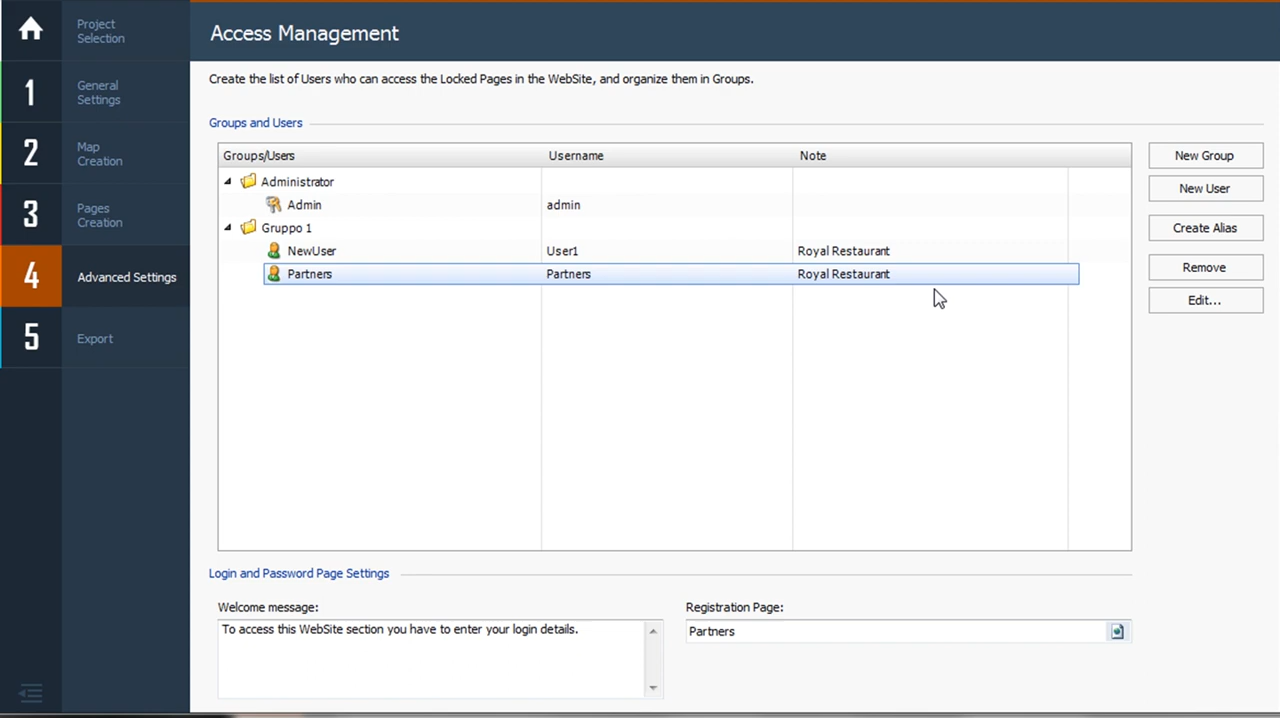 Project
Selection
1
General
Settings
2
Map
Creation
3
Pages
Creation
4
Advanced Settings
5
Export
Access Management
Create the list of Users who can access the Locked Pages in the WebSite, and organize them in Groups.
Groups and Users
Groups/Users Username Note
Administrator
Admin admin
Gruppo 1
NewUser User1 Royal Restaurant
Partners Partners Royal Restaurant
New Group
New User
Create Alias
Remove
Edit...
Login and Password Page Settings
Welcome message:
To access this WebSite section you have to enter your login details.
Registration Page:
Partners